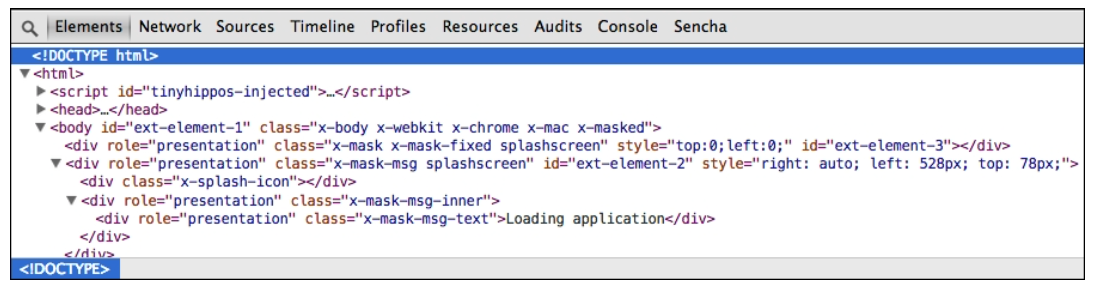 Elements Network Sources Timeline Profiles Resources Audits Console Sencha
<!DOCTYPE html>
▼<html>
▶<script id="tinyhippos-injected">…</script>
▶<head>…</head>
▼<body id="ext-element-1" class="x-body x-webkit x-chrome x-mac x-masked">
<div role="presentation" class="x-mask x-mask-fixed splashscreen" style="top:0;left:0;" id="ext-element-3"></div>
▼<div role="presentation" class="x-mask-msg splashscreen" id="ext-element-2" style="right: auto; left: 528px; top: 78px;">
<div class="x-splash-icon"></div>
▼<div role="presentation" class="x-mask-msg-inner">
<div role="presentation" class="x-mask-msg-text">Loading application</div>
</div>
</div>
<!DOCTYPE>